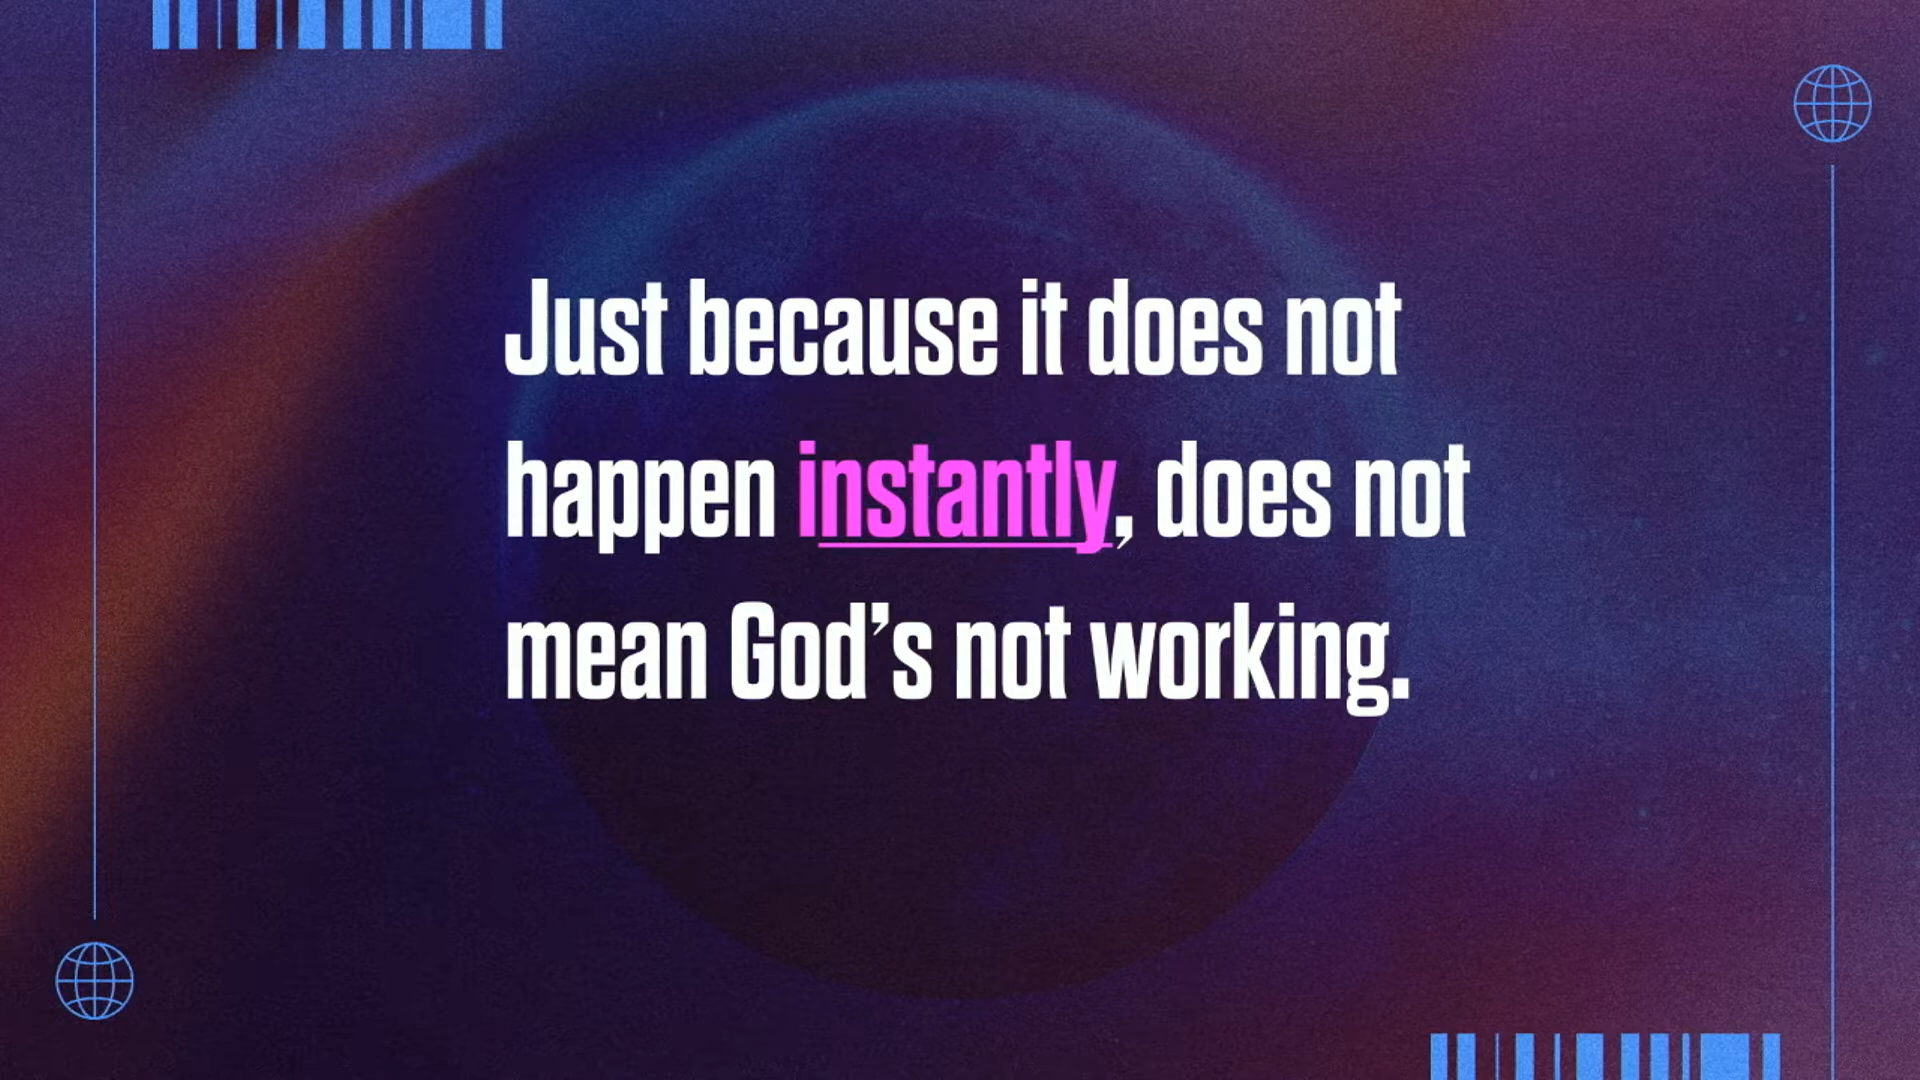 Just because it does not
happen instantly, does not
mean God’s not working.